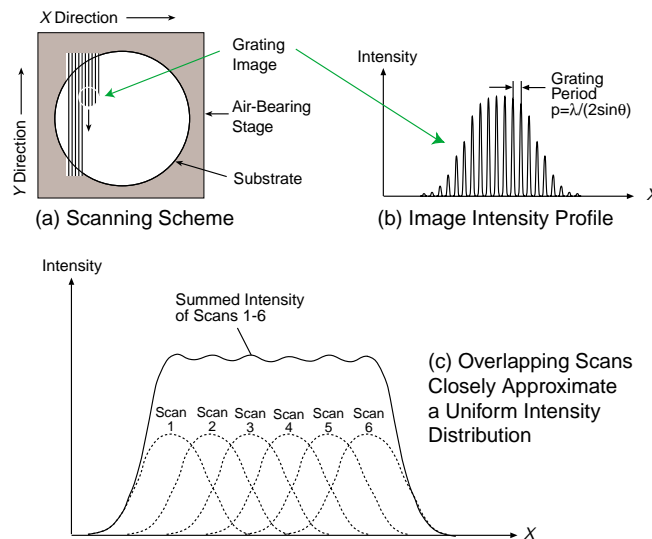 X Direction
Y Direction
Grating
Image
Air-Bearing
Stage
Substrate
(a) Scanning Scheme
Intensity
Grating
Period
p=λ/(2sinθ)
X
(b) Image Intensity Profile
Intensity
Summed Intensity
of Scans 1-6
Scan
1
Scan
2
Scan
3
Scan
4
Scan
5
Scan
6
X
(c) Overlapping Scans
Closely Approximate
a Uniform Intensity
Distribution